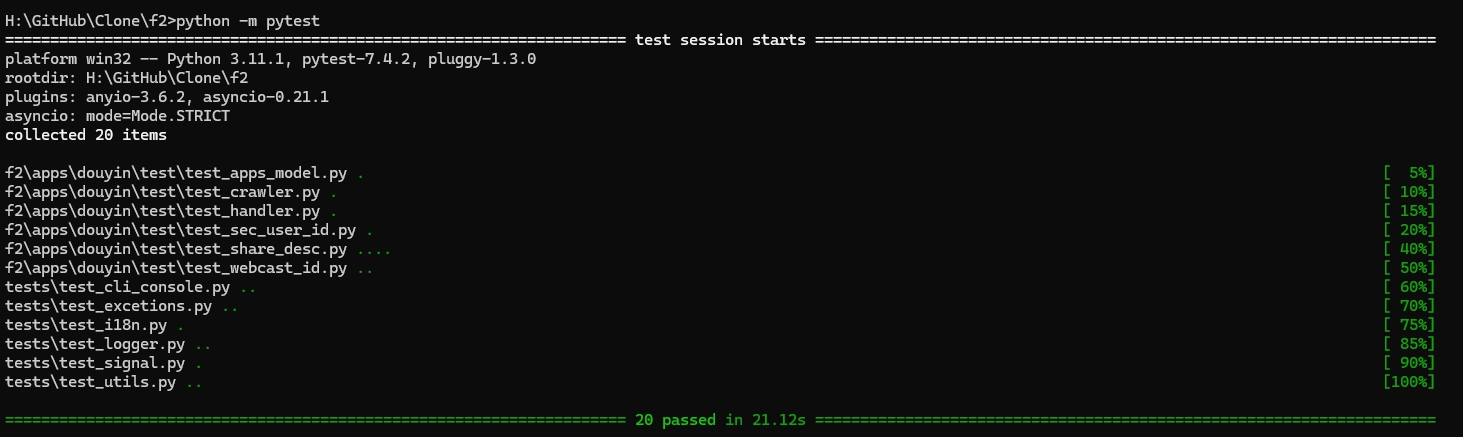 H:\GitHub\Clone\f2>python -m pytest
===================================================================== test session starts =====================================================================
platform win32 -- Python 3.11.1, pytest-7.4.2, pluggy-1.3.0
rootdir: H:\GitHub\Clone\f2
plugins: anyio-3.6.2, asyncio-0.21.1
asyncio: mode=Mode.STRICT
collected 20 items
f2\apps\douyin\test\test_apps_model.py . [  5%]
f2\apps\douyin\test\test_crawler.py . [ 10%]
f2\apps\douyin\test\test_handler.py . [ 15%]
f2\apps\douyin\test\test_sec_user_id.py . [ 20%]
f2\apps\douyin\test\test_share_desc.py .... [ 40%]
f2\apps\douyin\test\test_webcast_id.py .. [ 50%]
tests\test_cli_console.py .. [ 60%]
tests\test_excetions.py .. [ 70%]
tests\test_i18n.py . [ 75%]
tests\test_logger.py .. [ 85%]
tests\test_signal.py . [ 90%]
tests\test_utils.py .. [100%]
===================================================================== 20 passed in 21.12s =====================================================================